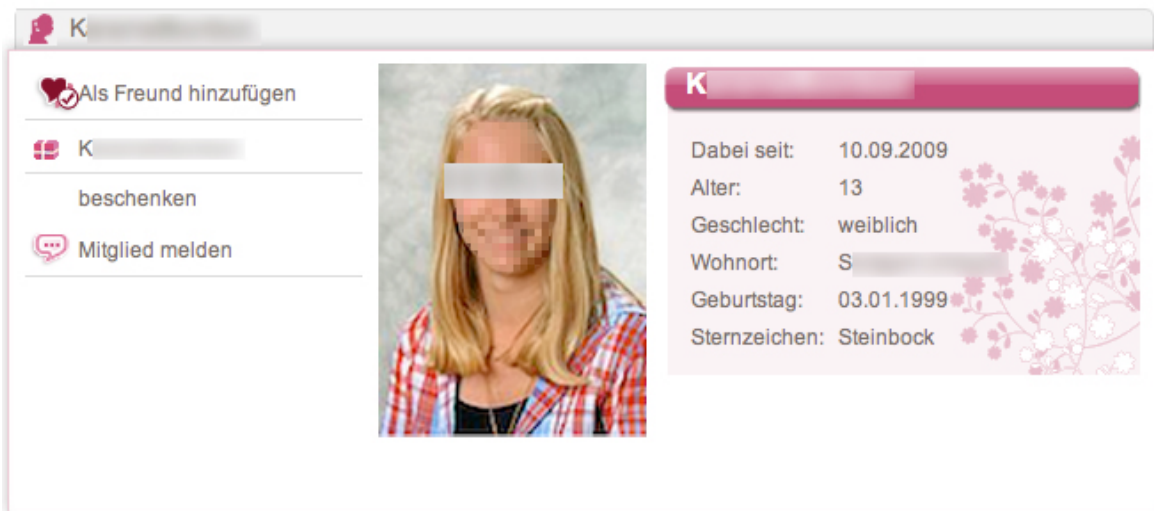 K
Als Freund hinzufügen
K
beschenken
Mitglied melden
K
Dabei seit: 10.09.2009
Alter: 13
Geschlecht: weiblich
Wohnort: S
Geburtstag: 03.01.1999
Sternzeichen: Steinbock